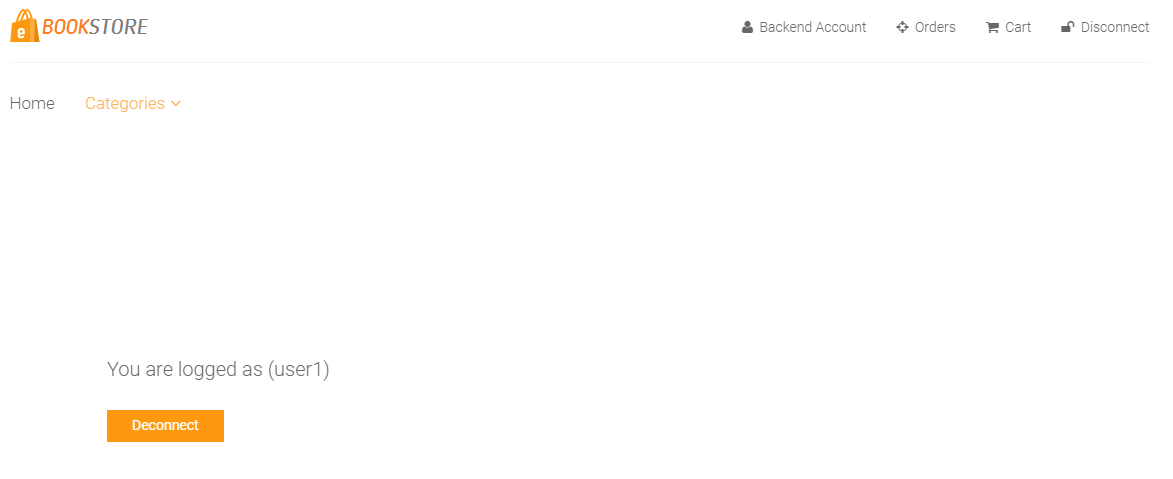 e BOOKSTORE
Backend Account Orders Cart Disconnect
Home Categories
You are logged as (user1)
Deconnect